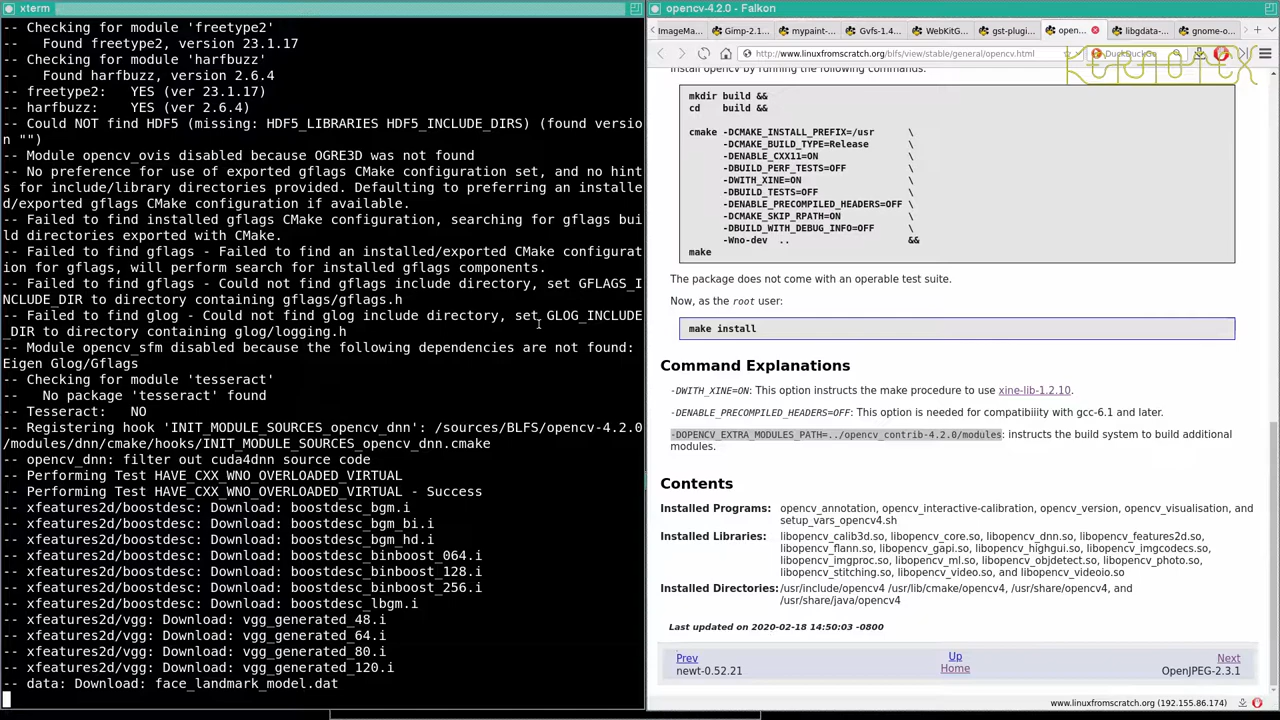 xterm
-- Checking for module 'freetype2'
--   Found freetype2, version 23.1.17
-- Checking for module 'harfbuzz'
--   Found harfbuzz, version 2.6.4
-- freetype2:   YES (ver 23.1.17)
-- harfbuzz:    YES (ver 2.6.4)
-- Could NOT find HDF5 (missing: HDF5_LIBRARIES HDF5_INCLUDE_DIRS) (found versio
n "")
-- Module opencv_ovis disabled because OGRE3D was not found
-- No preference for use of exported gflags CMake configuration set, and no hint
s for include/library directories provided. Defaulting to preferring an installe
d/exported gflags CMake configuration if available.
-- Failed to find installed gflags CMake configuration, searching for gflags bui
ld directories exported with CMake.
-- Failed to find gflags - Failed to find an installed/exported CMake configurat
ion for gflags, will perform search for installed gflags components.
-- Failed to find gflags - Could not find gflags include directory, set GFLAGS_I
NCLUDE_DIR to directory containing gflags/gflags.h
-- Failed to find glog - Could not find glog include directory, set GLOG_INCLUDE
_DIR to directory containing glog/logging.h
-- Module opencv_sfm disabled because the following dependencies are not found:
Eigen Glog/Gflags
-- Checking for module 'tesseract'
--   No package 'tesseract' found
-- Tesseract:   NO
-- Registering hook 'INIT_MODULE_SOURCES_opencv_dnn': /sources/BLFS/opencv-4.2.0
/modules/dnn/cmake/hooks/INIT_MODULE_SOURCES_opencv_dnn.cmake
-- opencv_dnn: filter out cuda4dnn source code
-- Performing Test HAVE_CXX_WNO_OVERLOADED_VIRTUAL
-- Performing Test HAVE_CXX_WNO_OVERLOADED_VIRTUAL - Success
-- xfeatures2d/boostdesc: Download: boostdesc_bgm.i
-- xfeatures2d/boostdesc: Download: boostdesc_bgm_bi.i
-- xfeatures2d/boostdesc: Download: boostdesc_bgm_hd.i
-- xfeatures2d/boostdesc: Download: boostdesc_binboost_064.i
-- xfeatures2d/boostdesc: Download: boostdesc_binboost_128.i
-- xfeatures2d/boostdesc: Download: boostdesc_binboost_256.i
-- xfeatures2d/boostdesc: Download: boostdesc_lbgm.i
-- xfeatures2d/vgg: Download: vgg_generated_48.i
-- xfeatures2d/vgg: Download: vgg_generated_64.i
-- xfeatures2d/vgg: Download: vgg_generated_80.i
-- xfeatures2d/vgg: Download: vgg_generated_120.i
-- data: Download: face_landmark_model.dat
opencv-4.2.0 - Falkon
ImageMa... Gimp-2.1... mypaint-... Gvfs-1.4... WebKitG... gst-plugi... open... libgdata-... gnome-o...
http://www.linuxfromscratch.org/blfs/view/stable/general/opencv.html DuckDuckGo
KERNOTEX
Install opencv by running the following commands:
mkdir build &&
cd    build &&
cmake -DCMAKE_INSTALL_PREFIX=/usr      \
-DCMAKE_BUILD_TYPE=Release       \
-DENABLE_CXX11=ON                \
-DBUILD_PERF_TESTS=OFF           \
-DWITH_XINE=ON                   \
-DBUILD_TESTS=OFF                \
-DENABLE_PRECOMPILED_HEADERS=OFF \
-DCMAKE_SKIP_RPATH=ON            \
-DBUILD_WITH_DEBUG_INFO=OFF      \
-Wno-dev  ..                     &&
make
The package does not come with an operable test suite.
Now, as the root user:
make install
Command Explanations
-DWITH_XINE=ON: This option instructs the make procedure to use xine-lib-1.2.10.
-DENABLE_PRECOMPILED_HEADERS=OFF: This option is needed for compatibiiity with gcc-6.1 and later.
-DOPENCV_EXTRA_MODULES_PATH=../opencv_contrib-4.2.0/modules: instructs the build system to build additional
modules.
Contents
Installed Programs: opencv_annotation, opencv_interactive-calibration, opencv_version, opencv_visualisation, and
setup_vars_opencv4.sh
Installed Libraries: libopencv_calib3d.so, libopencv_core.so, libopencv_dnn.so, libopencv_features2d.so,
libopencv_flann.so, libopencv_gapi.so, libopencv_highgui.so, libopencv_imgcodecs.so,
libopencv_imgproc.so, libopencv_ml.so, libopencv_objdetect.so, libopencv_photo.so,
libopencv_stitching.so, libopencv_video.so, and libopencv_videoio.so
Installed Directories: /usr/include/opencv4 /usr/lib/cmake/opencv4, /usr/share/opencv4, and
/usr/share/java/opencv4
Last updated on 2020-02-18 14:50:03 -0800
Prev Up Next
newt-0.52.21 Home OpenJPEG-2.3.1
www.linuxfromscratch.org (192.155.86.174)